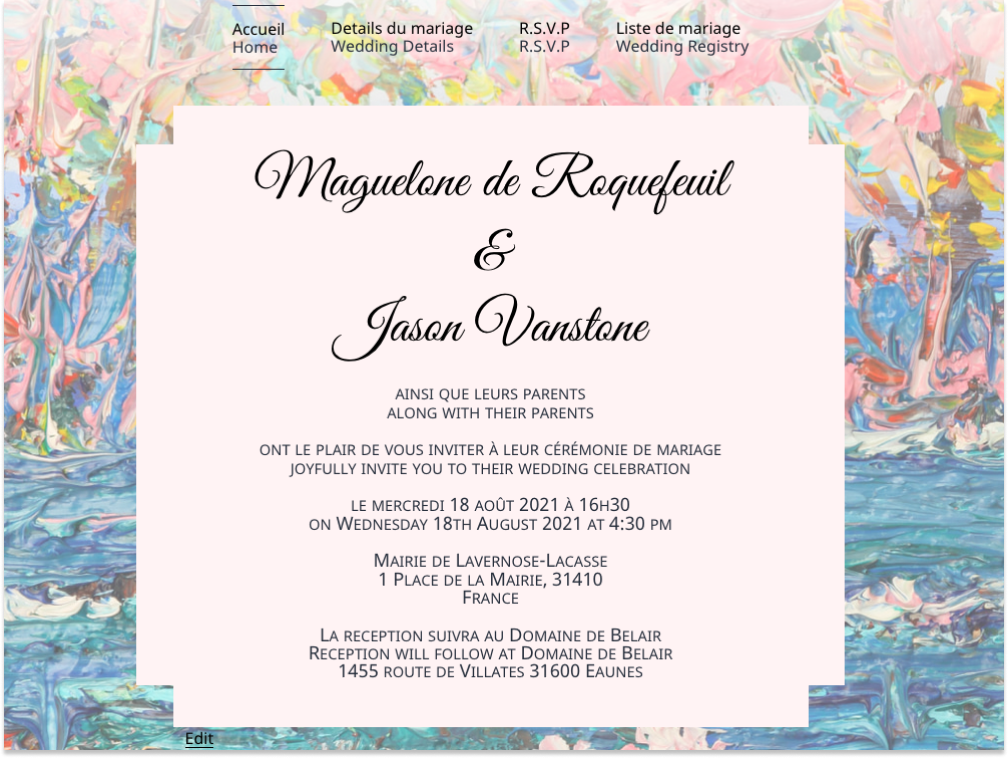 Accueil
Home
Details du mariage
Wedding Details
R.S.V.P
R.S.V.P
Liste de mariage
Wedding Registry
Maguelone de Roquefeuil
&
Jason Vanstone
AINSI QUE LEURS PARENTS
ALONG WITH THEIR PARENTS
ONT LE PLAIR DE VOUS INVITER À LEUR CÉRÉMONIE DE MARIAGE
JOYFULLY INVITE YOU TO THEIR WEDDING CELEBRATION
LE MERCREDI 18 AOÛT 2021 À 16H30
ON WEDNESDAY 18TH AUGUST 2021 AT 4:30 PM
MAIRIE DE LAVERNOSE-LACASSE
1 PLACE DE LA MAIRIE, 31410
FRANCE
LA RECEPTION SUIVRA AU DOMAINE DE BELAIR
RECEPTION WILL FOLLOW AT DOMAINE DE BELAIR
1455 ROUTE DE VILLATES 31600 EAUNES
Edit